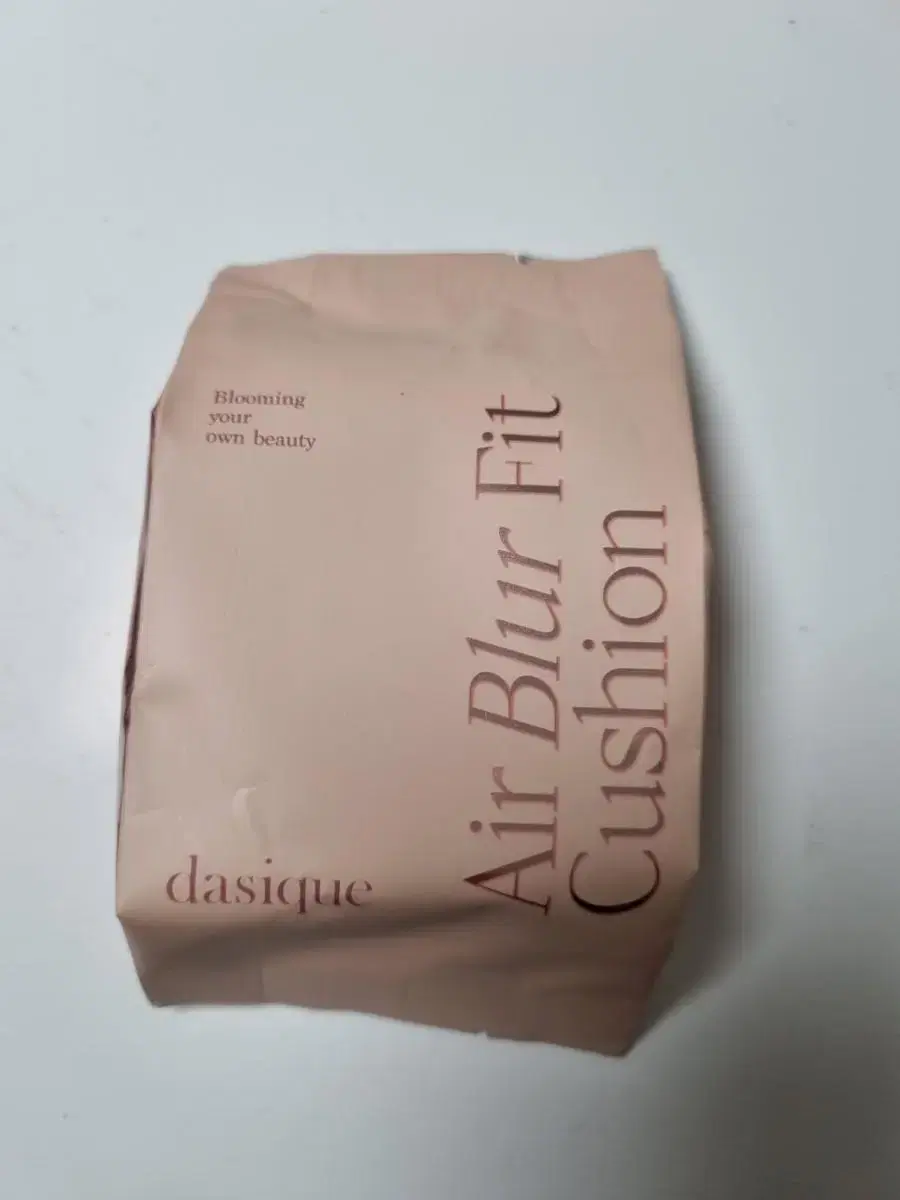 Blooming
your
own beauty
Air Blur Fit
Cushion
dasique